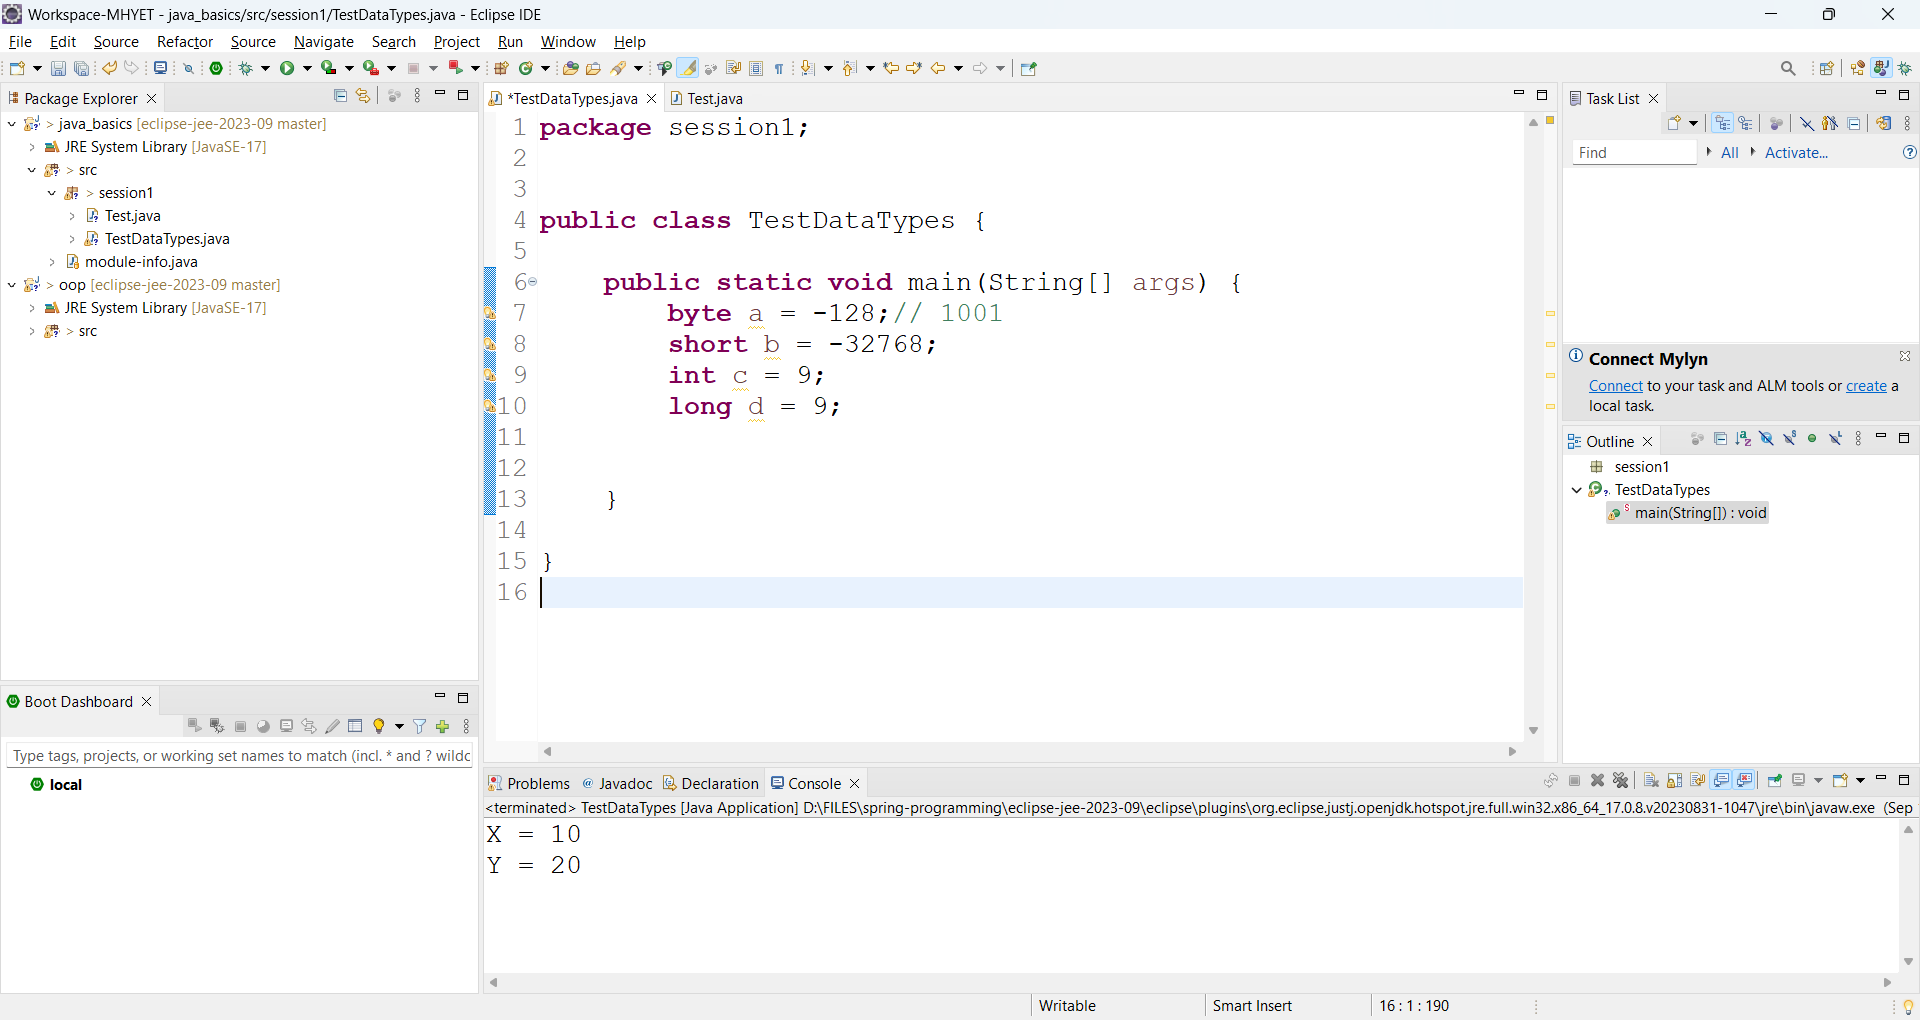 Workspace-MHYET - java_basics/src/session1/TestDataTypes.java - Eclipse IDE
File Edit Source Refactor Source Navigate Search Project Run Window Help
Package Explorer
> java_basics [eclipse-jee-2023-09 master]
JRE System Library [JavaSE-17]
> src
> session1
Test.java
TestDataTypes.java
module-info.java
> oop [eclipse-jee-2023-09 master]
JRE System Library [JavaSE-17]
> src
Boot Dashboard
Type tags, projects, or working set names to match (incl. * and ? wildc
local
*TestDataTypes.java Test.java
1 package session1;
2
3
4 public class TestDataTypes {
5
6 public static void main(String[] args) {
7 byte a = -128;// 1001
8 short b = -32768;
9 int c = 9;
10 long d = 9;
11
12
13 }
14
15 }
16
Problems Javadoc Declaration Console
<terminated> TestDataTypes [Java Application] D:\FILES\spring-programming\eclipse-jee-2023-09\eclipse\plugins\org.eclipse.justj.openjdk.hotspot.jre.full.win32.x86_64_17.0.8.v20230831-1047\jre\bin\javaw.exe (Sep
X = 10
Y = 20
Task List
Find All Activate...
Connect Mylyn
Connect to your task and ALM tools or create a
local task.
Outline
session1
TestDataTypes
main(String[]) : void
Writable Smart Insert 16 : 1 : 190